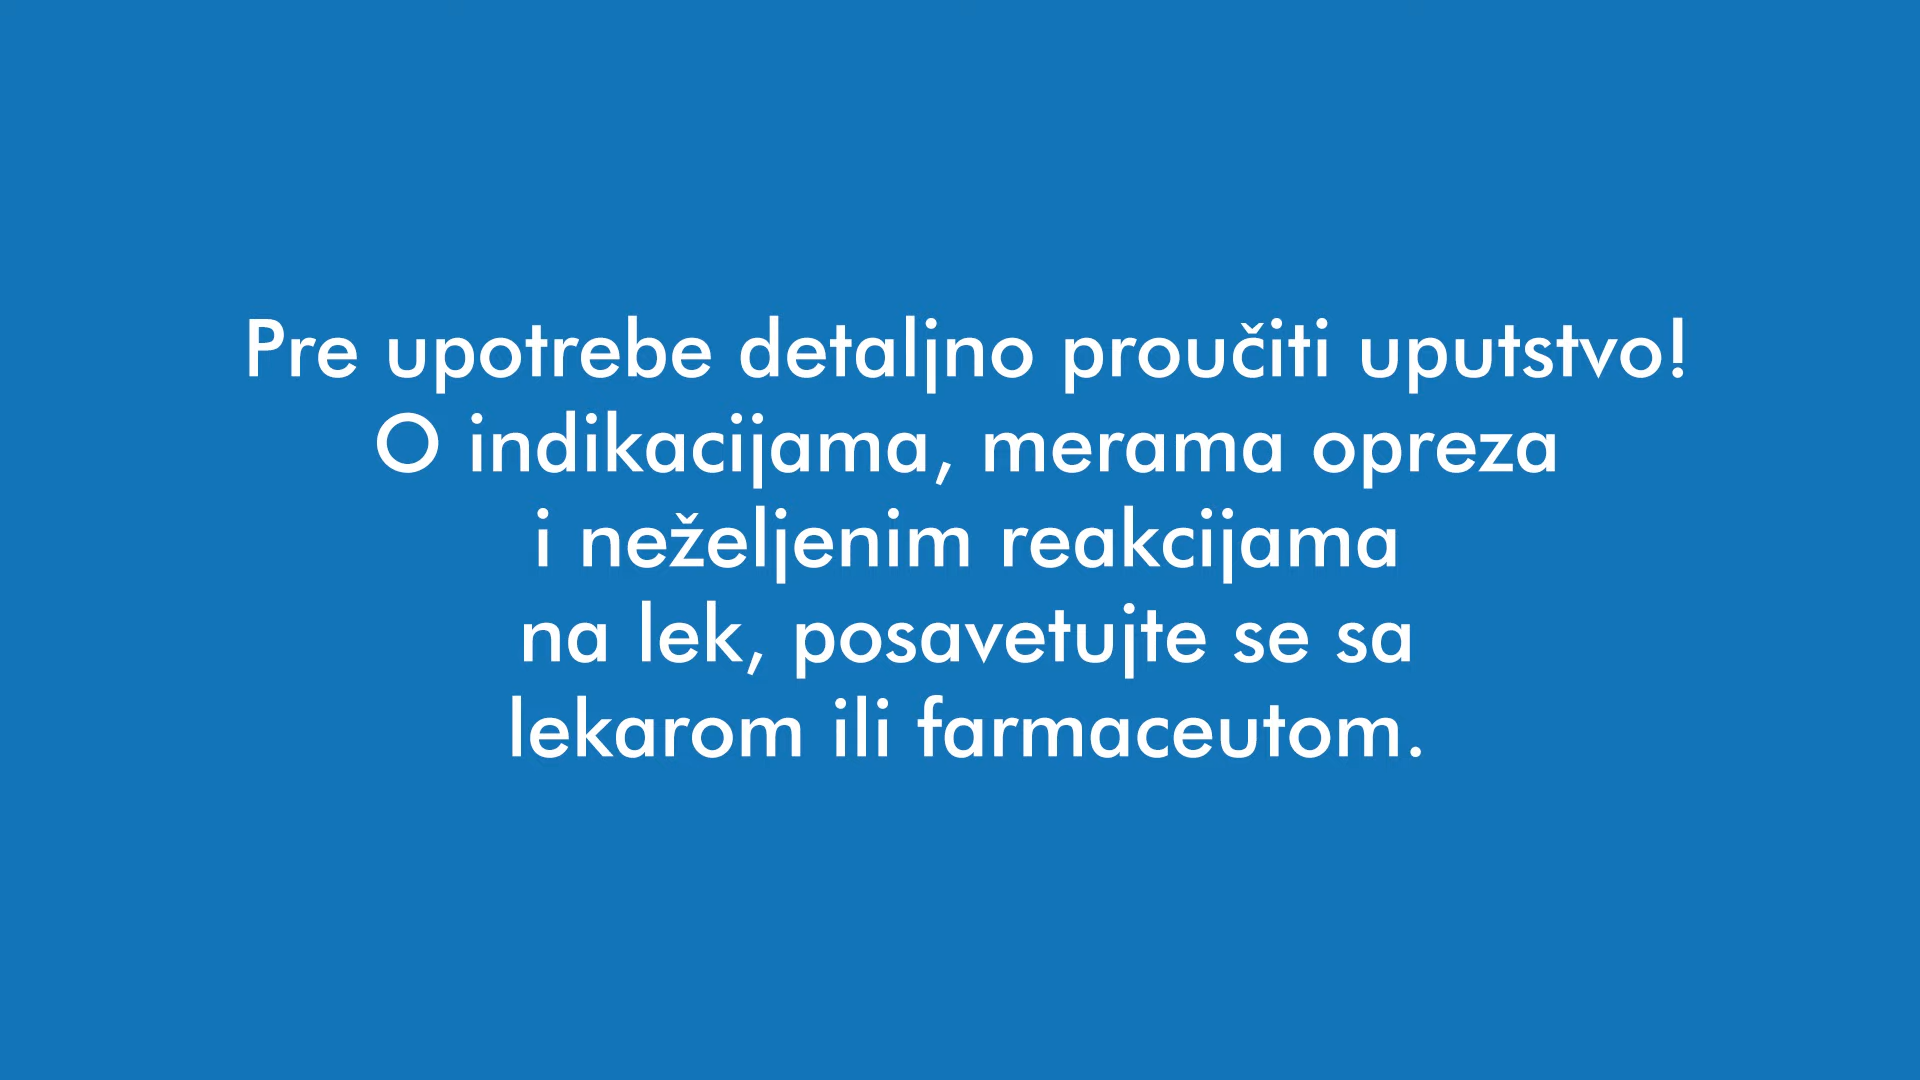 Pre upotrebe detaljno proučiti uputstvo!
O indikacijama, merama opreza
i neželjenim reakcijama
na lek, posavetujte se sa
lekarom ili farmaceutom.